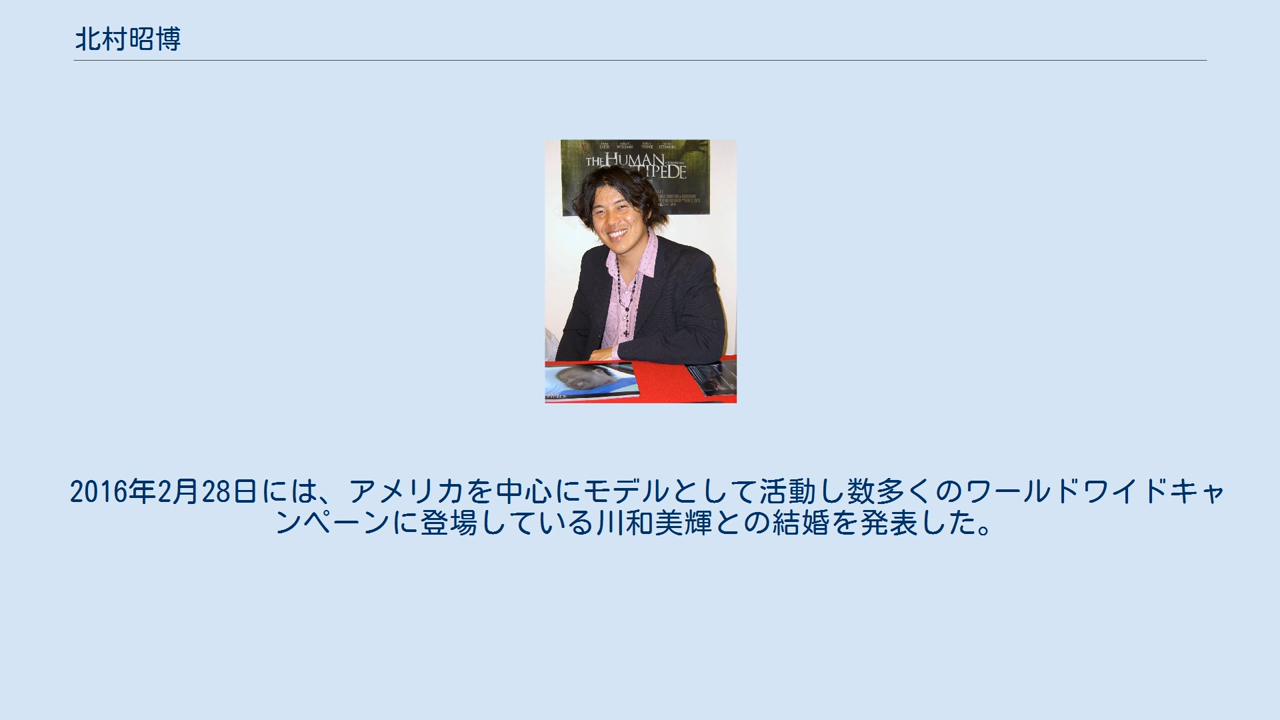 北村昭博
THE HUMAN
TIPEDE
2016年2月28日には、アメリカを中心にモデルとして活動し数多くのワールドワイドキャ
ンペーンに登場している川和美輝との結婚を発表した。